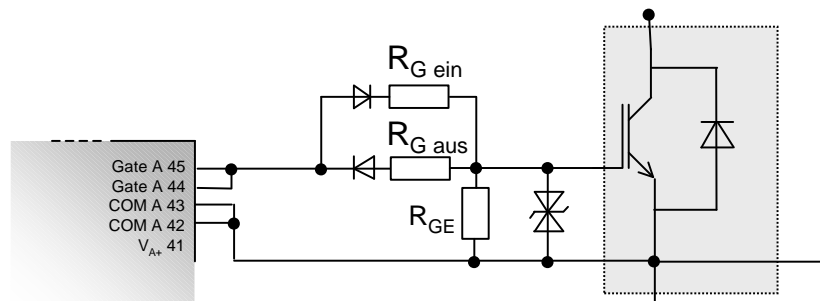 R_G ein
R_G aus
R_GE
Gate A 45
Gate A 44
COM A 43
COM A 42
V_A+ 41